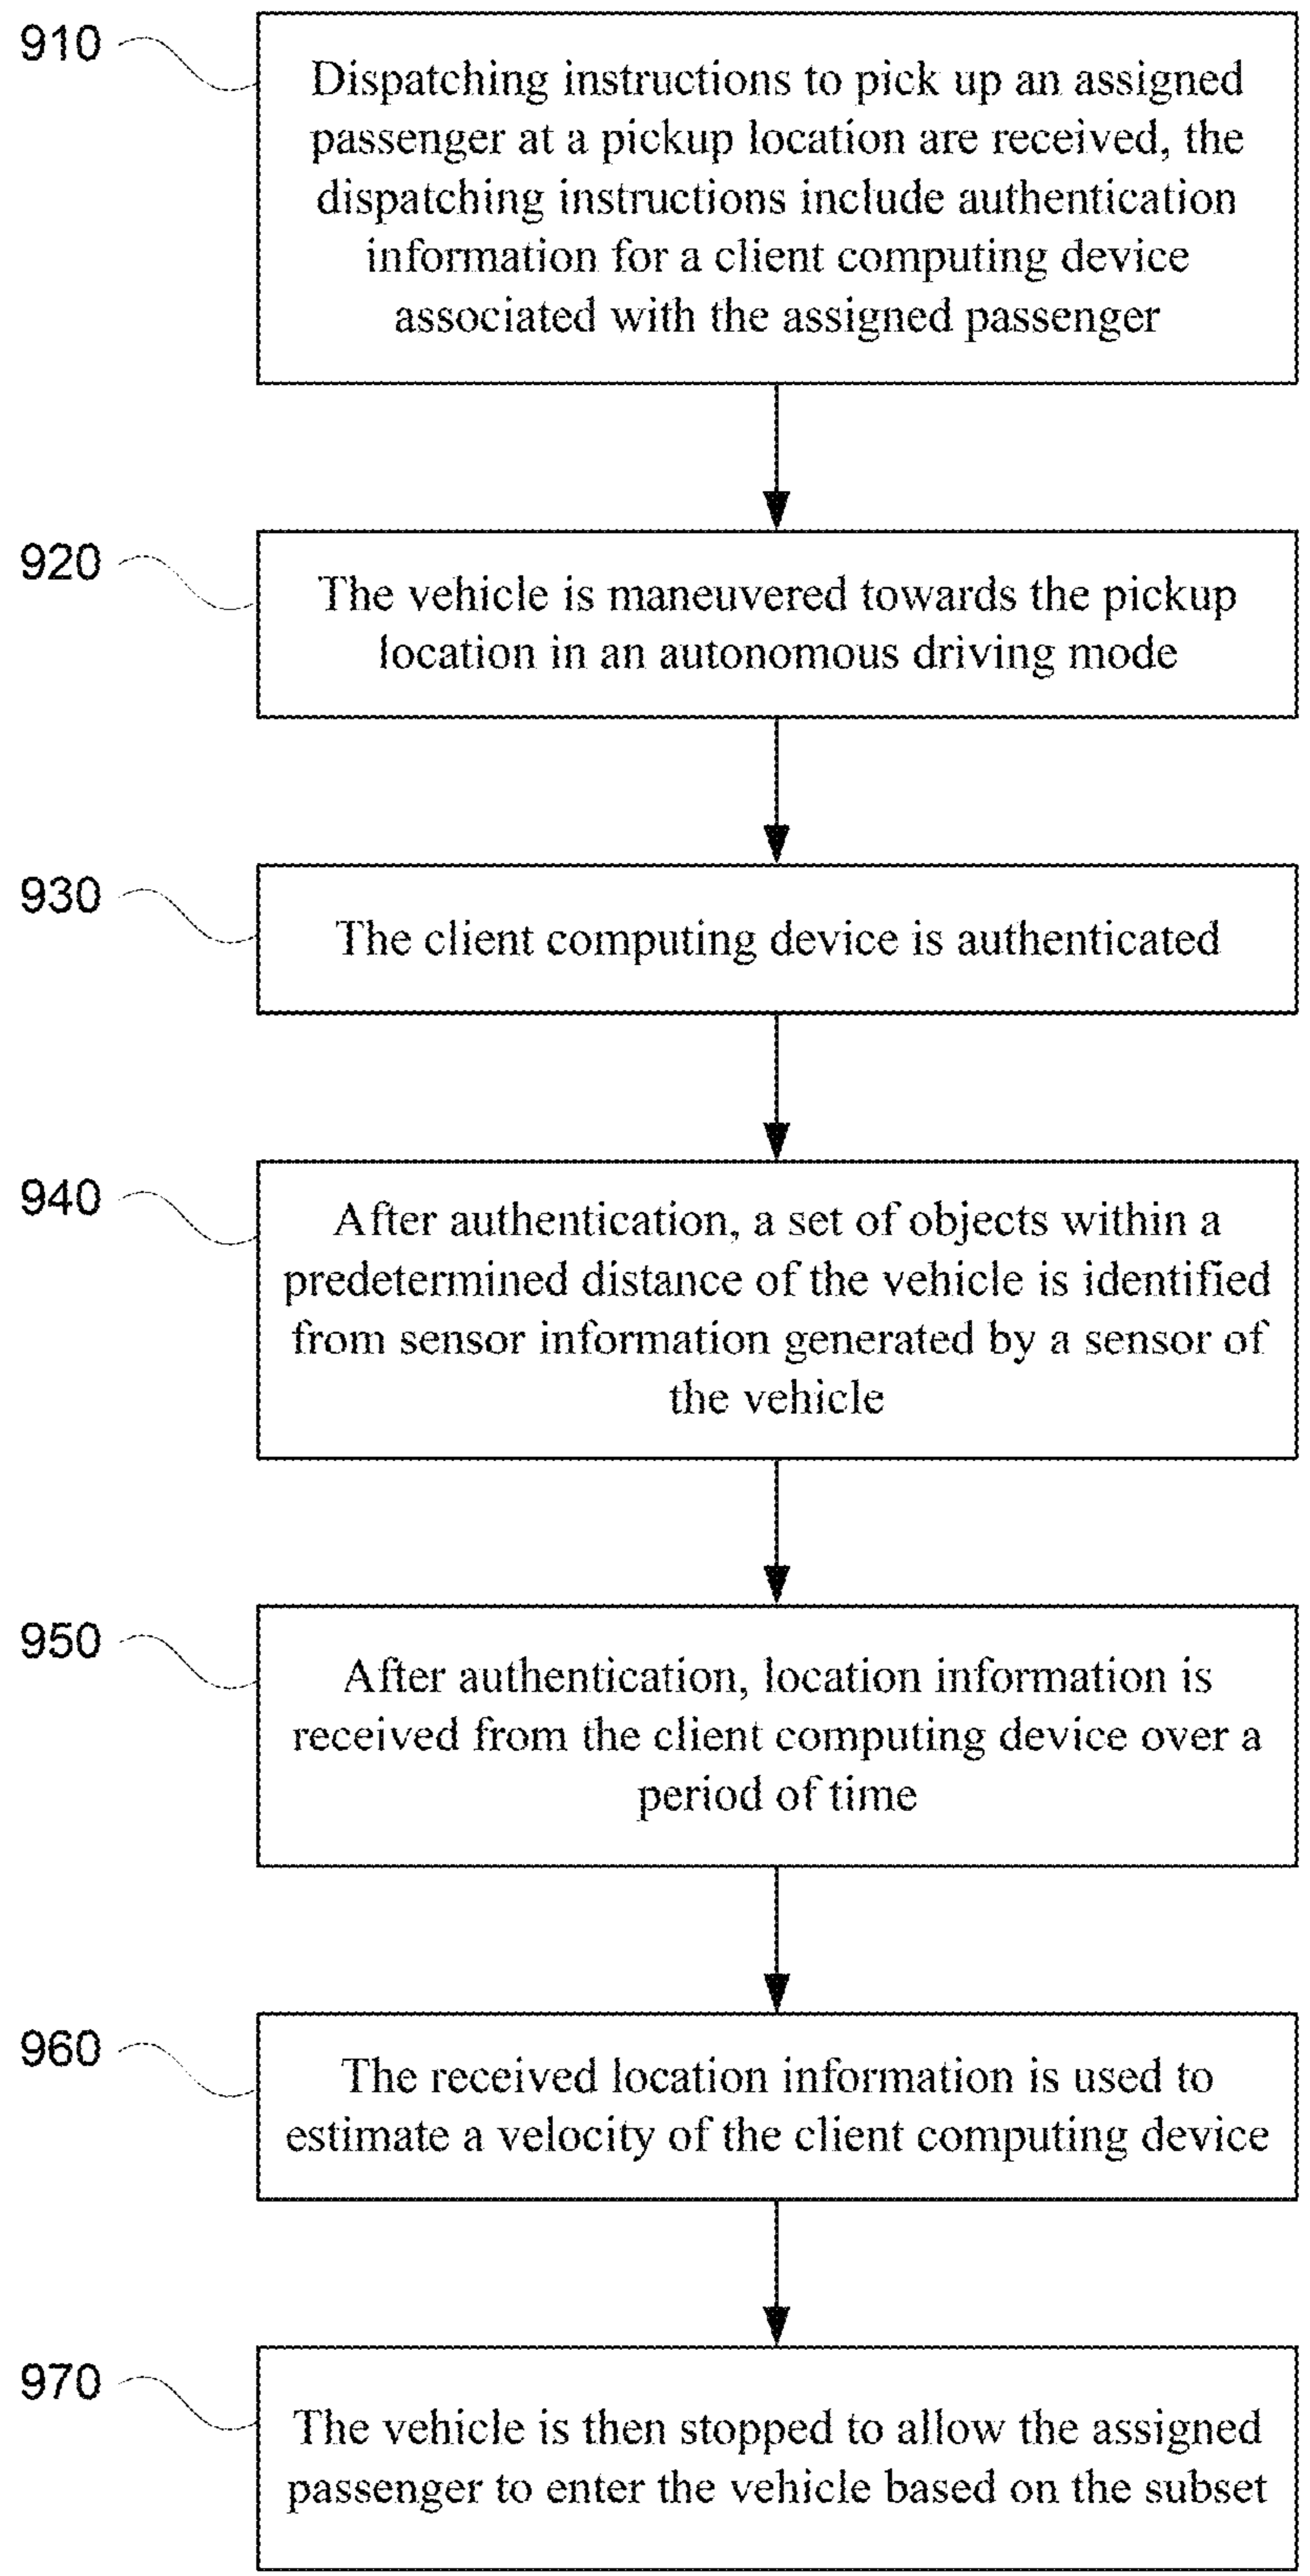 910
Dispatching instructions to pick up an assigned
passenger at a pickup location are received, the
dispatching instructions include authentication
information for a client computing device
associated with the assigned passenger
920
The vehicle is maneuvered towards the pickup
location in an autonomous driving mode
930
The client computing device is authenticated
940
After authentication, a set of objects within a
predetermined distance of the vehicle is identified
from sensor information generated by a sensor of
the vehicle
950
After authentication, location information is
received from the client computing device over a
period of time
960
The received location information is used to
estimate a velocity of the client computing device
970
The vehicle is then stopped to allow the assigned
passenger to enter the vehicle based on the subset